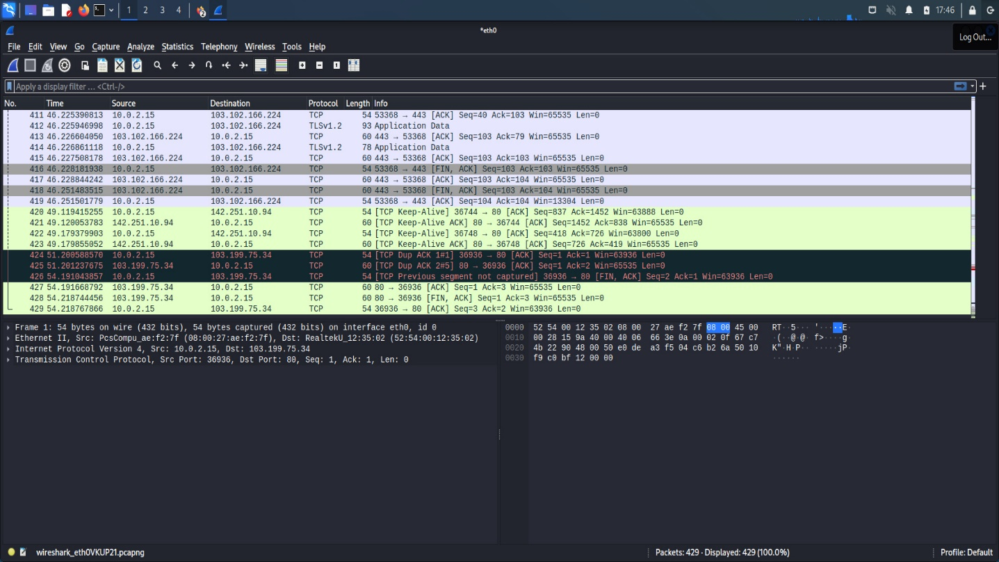 1 2 3 4 2 17:46
*eth0
Log Out...
File Edit View Go Capture Analyze Statistics Telephony Wireless Tools Help
Apply a display filter ... <Ctrl-/>
No. Time Source Destination Protocol Length Info
411 46.225390813 10.0.2.15 103.102.166.224 TCP 54 53368 → 443 [ACK] Seq=40 Ack=103 Win=65535 Len=0
412 46.225946998 10.0.2.15 103.102.166.224 TLSv1.2 93 Application Data
413 46.226604050 103.102.166.224 10.0.2.15 TCP 60 443 → 53368 [ACK] Seq=103 Ack=79 Win=65535 Len=0
414 46.226861118 10.0.2.15 103.102.166.224 TLSv1.2 78 Application Data
415 46.227508178 103.102.166.224 10.0.2.15 TCP 60 443 → 53368 [ACK] Seq=103 Ack=103 Win=65535 Len=0
416 46.228181938 10.0.2.15 103.102.166.224 TCP 54 53368 → 443 [FIN, ACK] Seq=103 Ack=103 Win=65535 Len=0
417 46.228844242 103.102.166.224 10.0.2.15 TCP 60 443 → 53368 [ACK] Seq=103 Ack=104 Win=65535 Len=0
418 46.251483515 103.102.166.224 10.0.2.15 TCP 60 443 → 53368 [FIN, ACK] Seq=103 Ack=104 Win=65535 Len=0
419 46.251501779 10.0.2.15 103.102.166.224 TCP 54 53368 → 443 [ACK] Seq=104 Ack=104 Win=13304 Len=0
420 49.119415255 10.0.2.15 142.251.10.94 TCP 54 [TCP Keep-Alive] 36744 → 80 [ACK] Seq=837 Ack=1452 Win=63888 Len=0
421 49.120053783 142.251.10.94 10.0.2.15 TCP 60 [TCP Keep-Alive ACK] 80 → 36744 [ACK] Seq=1452 Ack=838 Win=65535 Len=0
422 49.179379903 10.0.2.15 142.251.10.94 TCP 54 [TCP Keep-Alive] 36748 → 80 [ACK] Seq=418 Ack=726 Win=63800 Len=0
423 49.179855052 142.251.10.94 10.0.2.15 TCP 60 [TCP Keep-Alive ACK] 80 → 36748 [ACK] Seq=726 Ack=419 Win=65535 Len=0
424 51.200588570 10.0.2.15 103.199.75.34 TCP 54 [TCP Dup ACK 1#1] 36936 → 80 [ACK] Seq=1 Ack=1 Win=63936 Len=0
425 51.201237675 103.199.75.34 10.0.2.15 TCP 60 [TCP Dup ACK 2#5] 80 → 36936 [ACK] Seq=1 Ack=2 Win=65535 Len=0
426 54.191043857 10.0.2.15 103.199.75.34 TCP 54 [TCP Previous segment not captured] 36936 → 80 [FIN, ACK] Seq=2 Ack=1 Win=63936 Len=0
427 54.191668792 103.199.75.34 10.0.2.15 TCP 60 80 → 36936 [ACK] Seq=1 Ack=3 Win=65535 Len=0
428 54.218744456 103.199.75.34 10.0.2.15 TCP 60 80 → 36936 [FIN, ACK] Seq=1 Ack=3 Win=65535 Len=0
429 54.218767866 10.0.2.15 103.199.75.34 TCP 54 36936 → 80 [ACK] Seq=3 Ack=2 Win=63936 Len=0
Frame 1: 54 bytes on wire (432 bits), 54 bytes captured (432 bits) on interface eth0, id 0
Ethernet II, Src: PcsCompu_ae:f2:7f (08:00:27:ae:f2:7f), Dst: RealtekU_12:35:02 (52:54:00:12:35:02)
Internet Protocol Version 4, Src: 10.0.2.15, Dst: 103.199.75.34
Transmission Control Protocol, Src Port: 36936, Dst Port: 80, Seq: 1, Ack: 1, Len: 0
0000 52 54 00 12 35 02 08 00 27 ae f2 7f 08 00 45 00 RT··5··· '·····E·
0010 00 28 15 9a 40 00 40 06 66 3e 0a 00 02 0f 67 c7 ·(··@·@· f>····g·
0020 4b 22 90 48 00 50 e0 de a3 f5 04 c6 b2 6a 50 10 K"·H·P·· ·····jP·
0030 f9 c0 bf 12 00 00 ······
wireshark_eth0VKUP21.pcapng Packets: 429 · Displayed: 429 (100.0%) Profile: Default